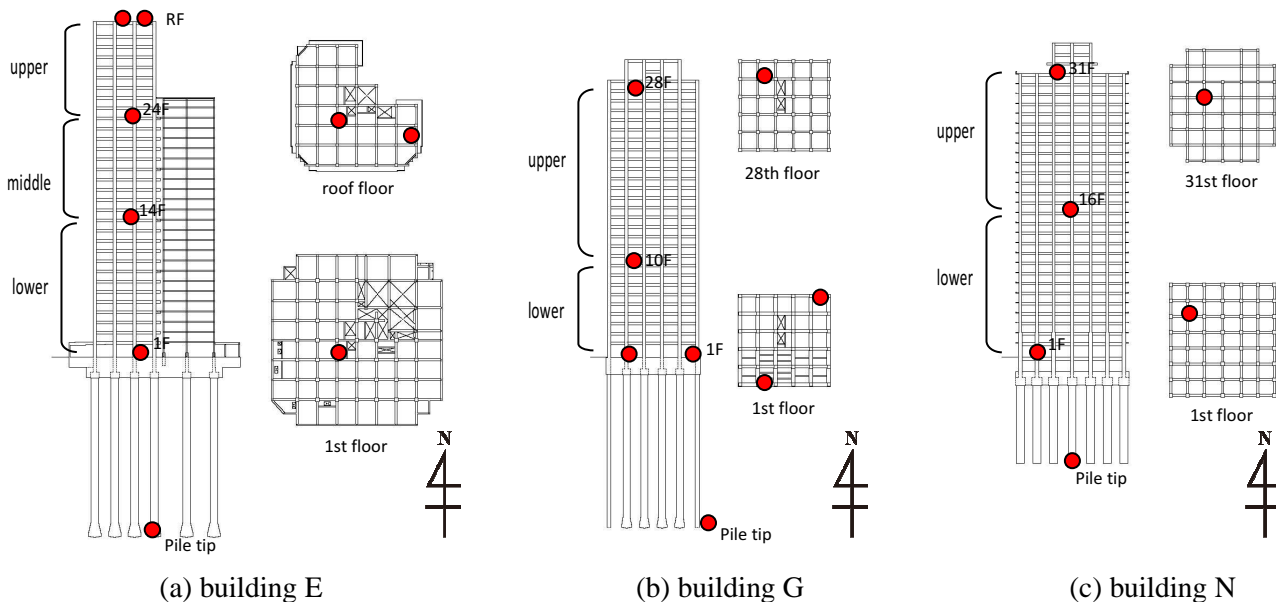 RF
upper
24F
middle
14F
lower
1F
Pile tip
roof floor
1st floor
N
(a) building E
28F
upper
10F
lower
1F
Pile tip
28th floor
1st floor
N
(b) building G
31F
upper
16F
lower
1F
Pile tip
31st floor
1st floor
N
(c) building N